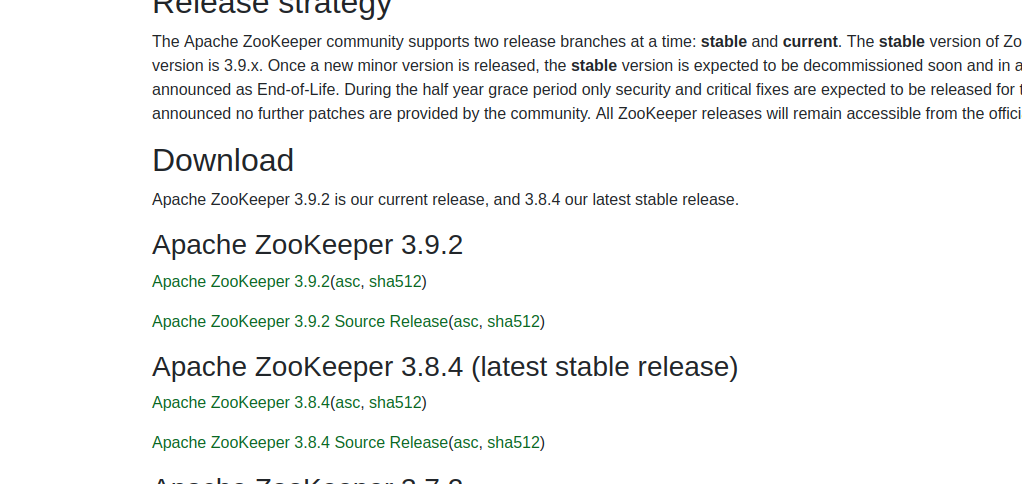 Release strategy
The Apache ZooKeeper community supports two release branches at a time: stable and current. The stable version of Zo
version is 3.9.x. Once a new minor version is released, the stable version is expected to be decommissioned soon and in a
announced as End-of-Life. During the half year grace period only security and critical fixes are expected to be released for
announced no further patches are provided by the community. All ZooKeeper releases will remain accessible from the offici
Download
Apache ZooKeeper 3.9.2 is our current release, and 3.8.4 our latest stable release.
Apache ZooKeeper 3.9.2
Apache ZooKeeper 3.9.2(asc, sha512)
Apache ZooKeeper 3.9.2 Source Release(asc, sha512)
Apache ZooKeeper 3.8.4 (latest stable release)
Apache ZooKeeper 3.8.4(asc, sha512)
Apache ZooKeeper 3.8.4 Source Release(asc, sha512)
Apache ZooKeeper 3.7.2